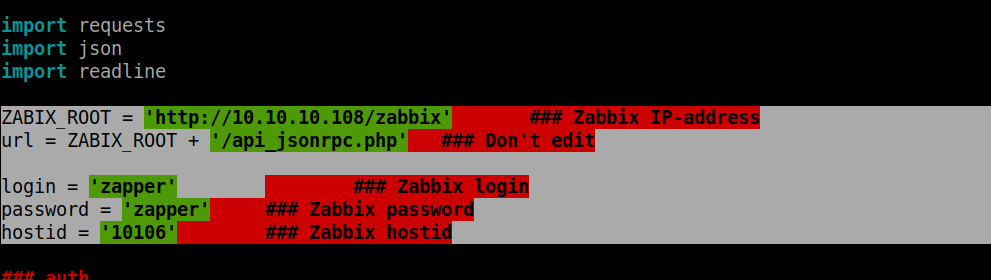 import requests
import json
import readline
ZABIX_ROOT = 'http://10.10.10.108/zabbix' ### Zabbix IP-address
url = ZABIX_ROOT + '/api_jsonrpc.php' ### Don't edit
login = 'zapper' ### Zabbix login
password = 'zapper' ### Zabbix password
hostid = '10106' ### Zabbix hostid
### auth